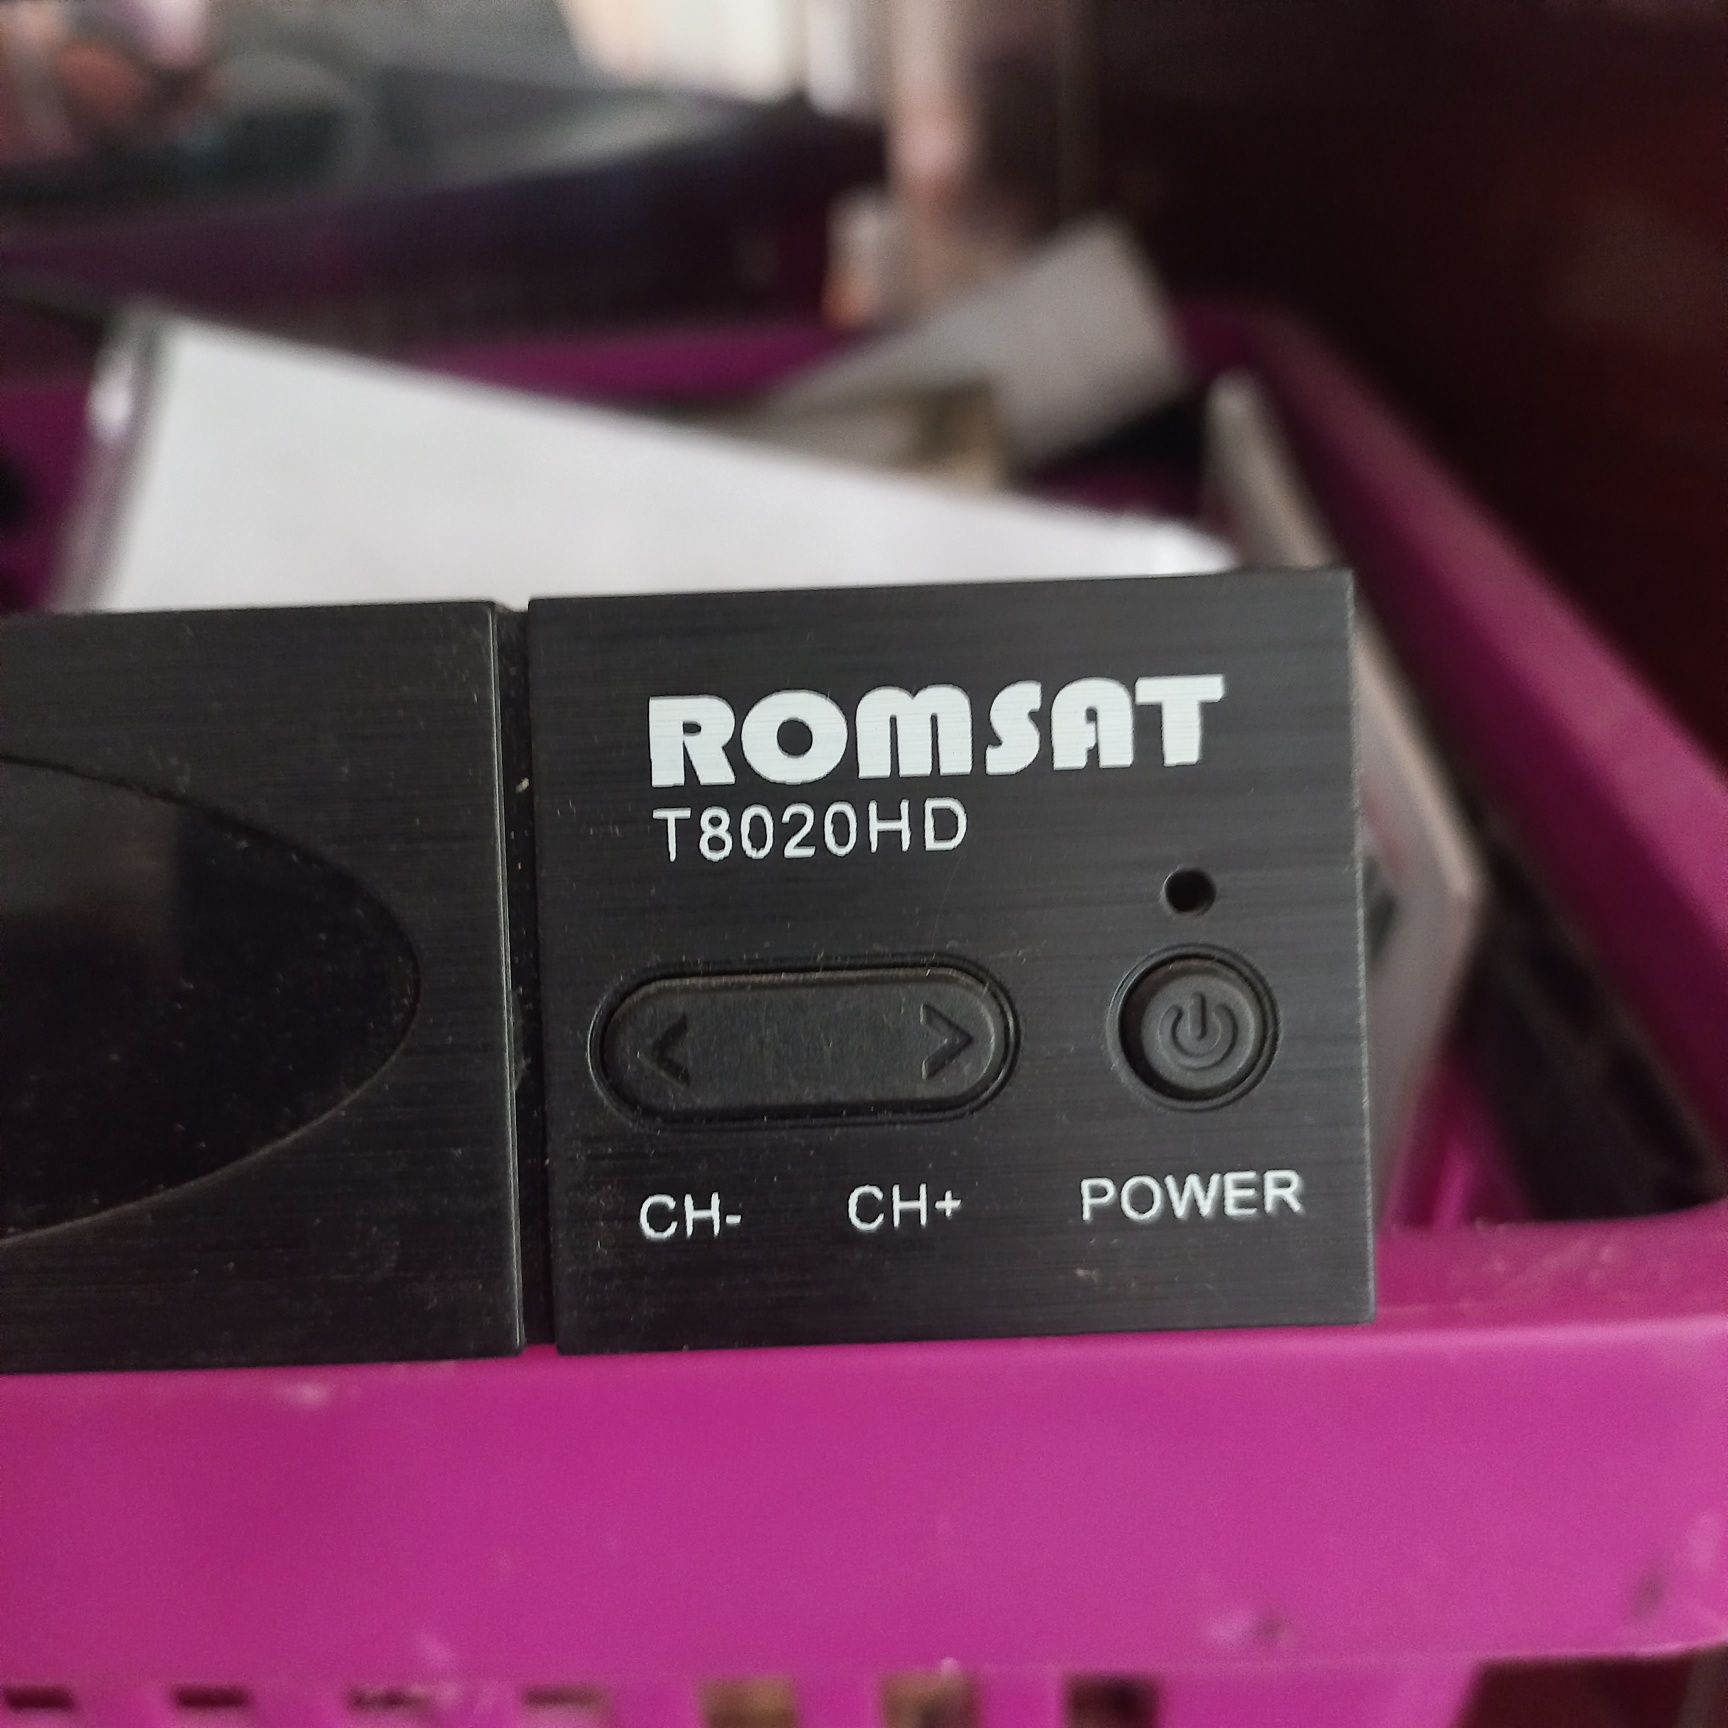 ROMSAT
T8020HD
CH- CH+ POWER